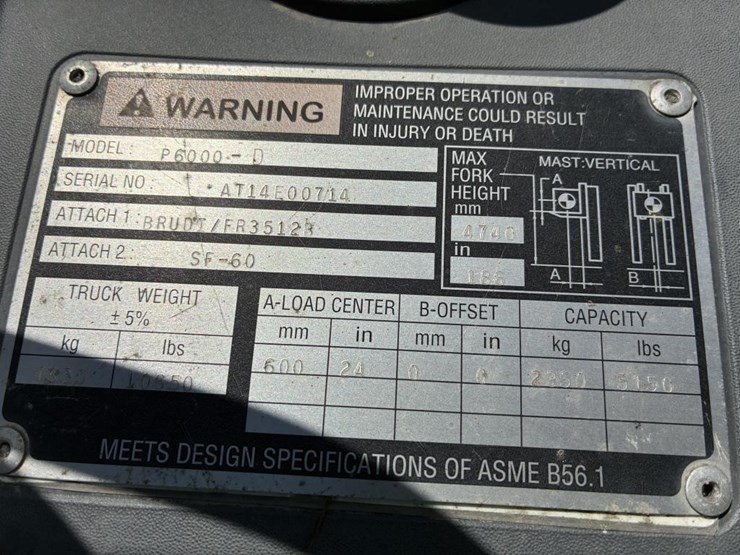 WARNING
IMPROPER OPERATION OR
MAINTENANCE COULD RESULT
IN INJURY OR DEATH
MODEL: P6000-D
SERIAL NO: AT14E00714
ATTACH 1: /FR3512B
ATTACH 2: SF-60
MAX
FORK
HEIGHT
mm
in
MAST:VERTICAL
A
A
B
TRUCK WEIGHT
±5%
kg lbs
A-LOAD CENTER B-OFFSET CAPACITY
mm in mm in kg lbs
600 24 0 0
MEETS DESIGN SPECIFICATIONS OF ASME B56.1